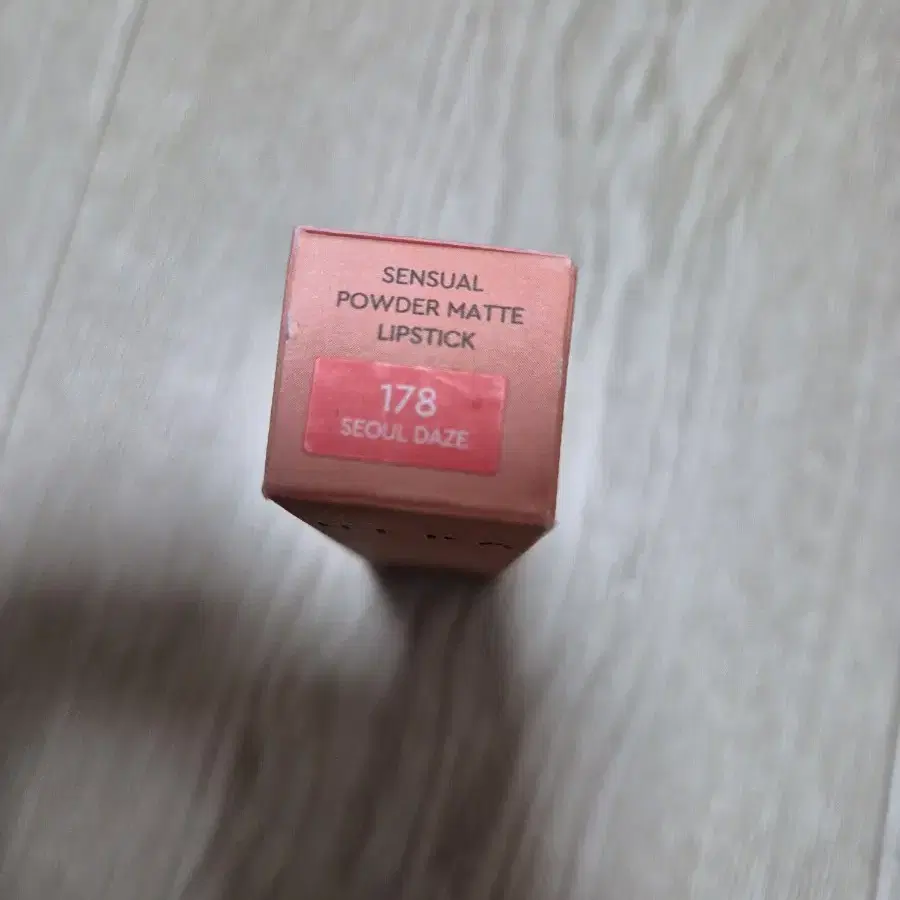 SENSUAL
POWDER MATTE
LIPSTICK
178
SEOUL DAZE